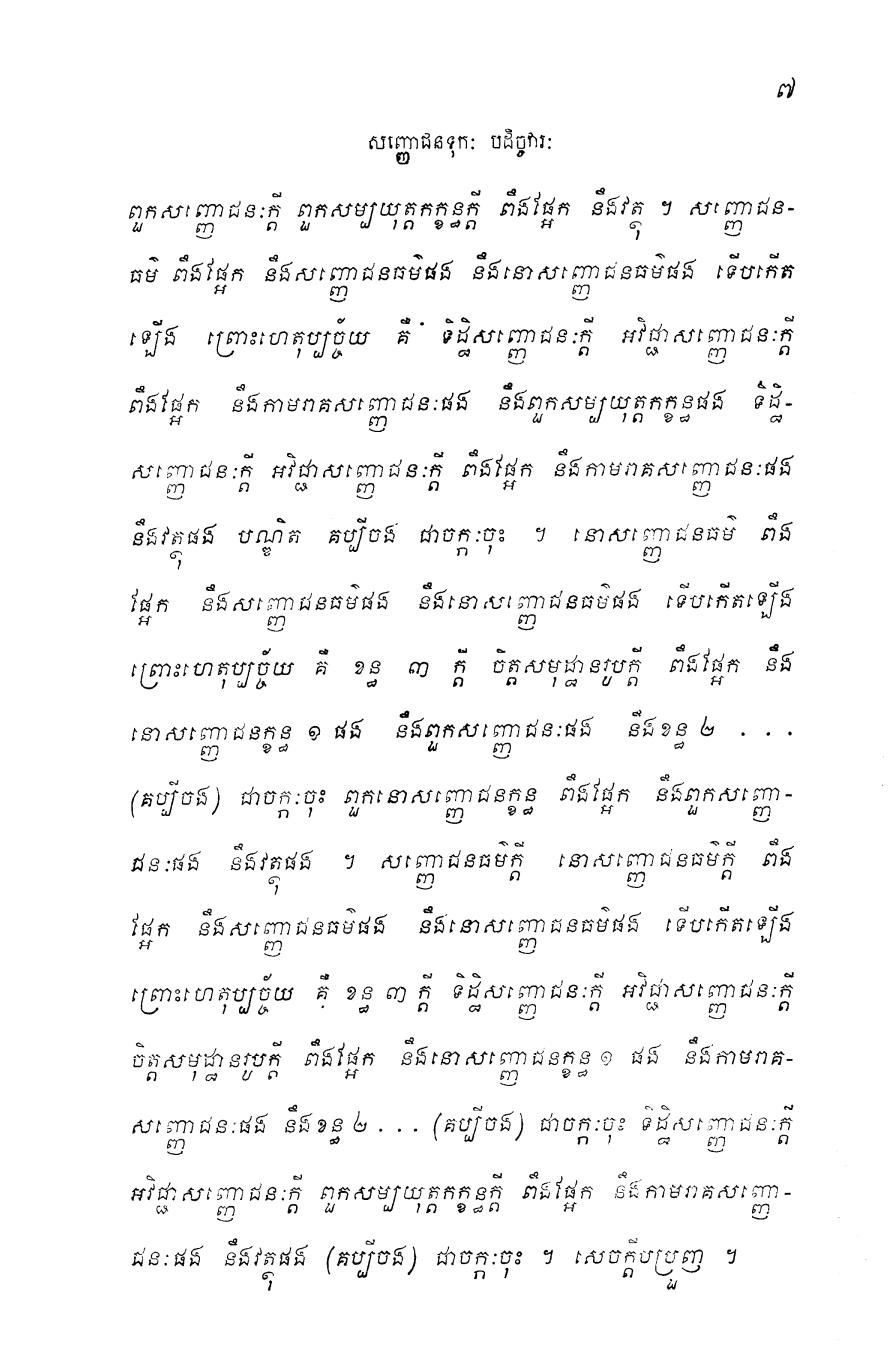 ៧
សញ្ញោជនទុកៈ បដិច្ចវារៈ
ពួកសញ្ញោជនៈក្តី ពួកសម្បយុត្តកក្ខន្ធក្តី ពឹងផ្អែក នឹងវត្ថុ ។ សញ្ញោជន-
ធម៌ ពឹងផ្អែក នឹងសញ្ញោជនធម៌ផង នឹងនោសញ្ញោជនធម៌ផង ទើបកើត
ឡើង ព្រោះហេតុប្បច្ច័យ គឺ ទិដ្ឋិសញ្ញោជនៈក្តី អវិជ្ជាសញ្ញោជនៈក្តី
ពឹងផ្អែក នឹងកាមរាគសញ្ញោជនៈផង នឹងពួកសម្បយុត្តកក្ខន្ធផង ទិដ្ឋិ-
សញ្ញោជនៈក្តី អវិជ្ជាសញ្ញោជនៈក្តី ពឹងផ្អែក នឹងកាមរាគសញ្ញោជនៈផង
នឹងវត្ថុផង បណ្ឌិត គប្បីចង ជាចក្កៈចុះ ។ នោសញ្ញោជនធម៌ ពឹង
ផ្អែក នឹងសញ្ញោជនធម៌ផង នឹងនោសញ្ញោជនធម៌ផង ទើបកើតឡើង
ព្រោះហេតុប្បច្ច័យ គឺ ខន្ធ ៣ ក្តី ចិត្តសមុដ្ឋានរូបក្តី ពឹងផ្អែក នឹង
នោសញ្ញោជនក្ខន្ធ ១ ផង នឹងពួកសញ្ញោជនៈផង នឹងខន្ធ ២ . . .
(គប្បីចង) ជាចក្កៈចុះ ពួកនោសញ្ញោជនក្ខន្ធ ពឹងផ្អែក នឹងពួកសញ្ញោ-
ជនៈផង នឹងវត្ថុផង ។ សញ្ញោជនធម៌ក្តី នោសញ្ញោជនធម៌ក្តី ពឹង
ផ្អែក នឹងសញ្ញោជនធម៌ផង នឹងនោសញ្ញោជនធម៌ផង ទើបកើតឡើង
ព្រោះហេតុប្បច្ច័យ គឺ ខន្ធ ៣ ក្តី ទិដ្ឋិសញ្ញោជនៈក្តី អវិជ្ជាសញ្ញោជនៈក្តី
ចិត្តសមុដ្ឋានរូបក្តី ពឹងផ្អែក នឹងនោសញ្ញោជនក្ខន្ធ ១ ផង នឹងកាមរាគ-
សញ្ញោជនៈផង នឹងខន្ធ ២ . . . (គប្បីចង) ជាចក្កៈចុះ ទិដ្ឋិសញ្ញោជនៈក្តី
អវិជ្ជាសញ្ញោជនៈក្តី ពួកសម្បយុត្តកក្ខន្ធក្តី ពឹងផ្អែក នឹងកាមរាគសញ្ញោ-
ជនៈផង នឹងវត្ថុផង (គប្បីចង) ជាចក្កៈចុះ ។ សេចក្តីបប្រួញ ។